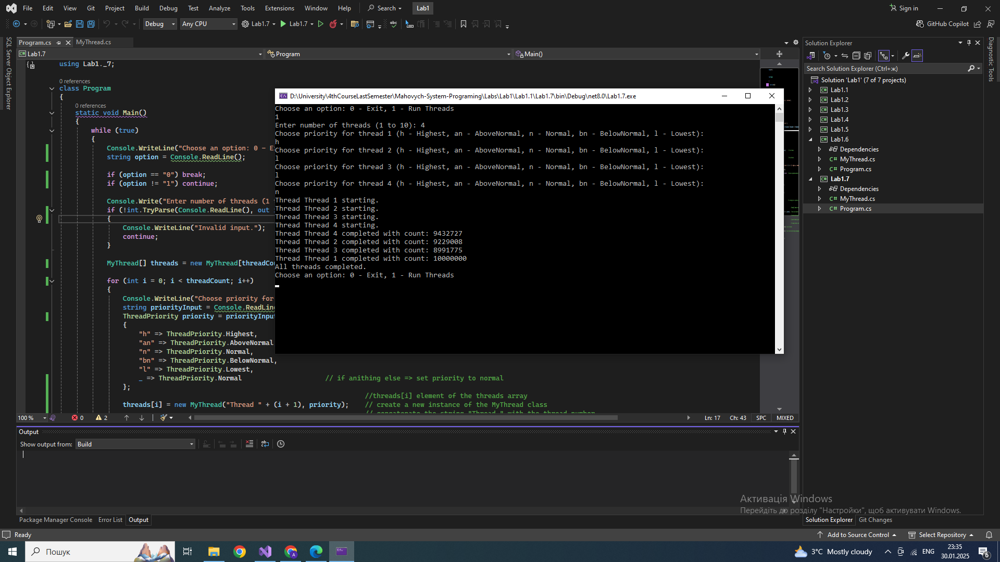 File Edit View Git Project Build Debug Test Analyze Tools Extensions Window Help Search Lab1 Sign in
Debug Any CPU Lab1.7 Lab1.7 GitHub Copilot
SQL Server Object Explorer
Program.cs MyThread.cs
Lab1.7 Program Main()
using Lab1._7;
0 references
class Program
{
0 references
static void Main()
{
while (true)
{
Console.WriteLine("Choose an option: 0 - E
string option = Console.ReadLine();
if (option == "0") break;
if (option != "1") continue;
Console.Write("Enter number of threads (1
if (!int.TryParse(Console.ReadLine(), out
{
Console.WriteLine("Invalid input.");
continue;
}
MyThread[] threads = new MyThread[threadCou
for (int i = 0; i < threadCount; i++)
{
Console.WriteLine("Choose priority for
string priorityInput = Console.ReadLine
ThreadPriority priority = priorityInput
{
"h" => ThreadPriority.Highest,
"an" => ThreadPriority.AboveNormal
"n" => ThreadPriority.Normal,
"bn" => ThreadPriority.BelowNormal,
"l" => ThreadPriority.Lowest,
_ => ThreadPriority.Normal // if anithing else => set priority to normal
};
//threads[i] element of the threads array
threads[i] = new MyThread("Thread " + (i + 1), priority); // create a new instance of the MyThread class
// concatenate the string "Thread " with the thread number
D:\University\4thCourseLastSemester\Mahovych-System-Programing\Labs\Lab1\Lab1.1\Lab1.7\bin\Debug\net8.0\Lab1.7.exe
Choose an option: 0 - Exit, 1 - Run Threads
1
Enter number of threads (1 to 10): 4
Choose priority for thread 1 (h - Highest, an - AboveNormal, n - Normal, bn - BelowNormal, l - Lowest):
h
Choose priority for thread 2 (h - Highest, an - AboveNormal, n - Normal, bn - BelowNormal, l - Lowest):
l
Choose priority for thread 3 (h - Highest, an - AboveNormal, n - Normal, bn - BelowNormal, l - Lowest):
l
Choose priority for thread 4 (h - Highest, an - AboveNormal, n - Normal, bn - BelowNormal, l - Lowest):
n
Thread Thread 1 starting.
Thread Thread 2 starting.
Thread Thread 3 starting.
Thread Thread 4 starting.
Thread Thread 4 completed with count: 9432727
Thread Thread 2 completed with count: 9229008
Thread Thread 3 completed with count: 8991775
Thread Thread 1 completed with count: 10000000
All threads completed.
Choose an option: 0 - Exit, 1 - Run Threads
100 % 0 2 Ln: 17 Ch: 43 SPC MIXED
Output
Show output from: Build
Package Manager Console Error List Output
Solution Explorer
Search Solution Explorer (Ctrl+ж)
Solution 'Lab1' (7 of 7 projects)
Lab1.1
Lab1.2
Lab1.3
Lab1.4
Lab1.5
Lab1.6
Dependencies
MyThread.cs
Program.cs
Lab1.7
Dependencies
MyThread.cs
Program.cs
Diagnostic Tools
Активація Windows
Перейдіть до розділу "Настройки", щоб активувати Windows.
Solution Explorer Git Changes
Ready Add to Source Control Select Repository
Пошук 3°C Mostly cloudy ENG 23:35
30.01.2025 6